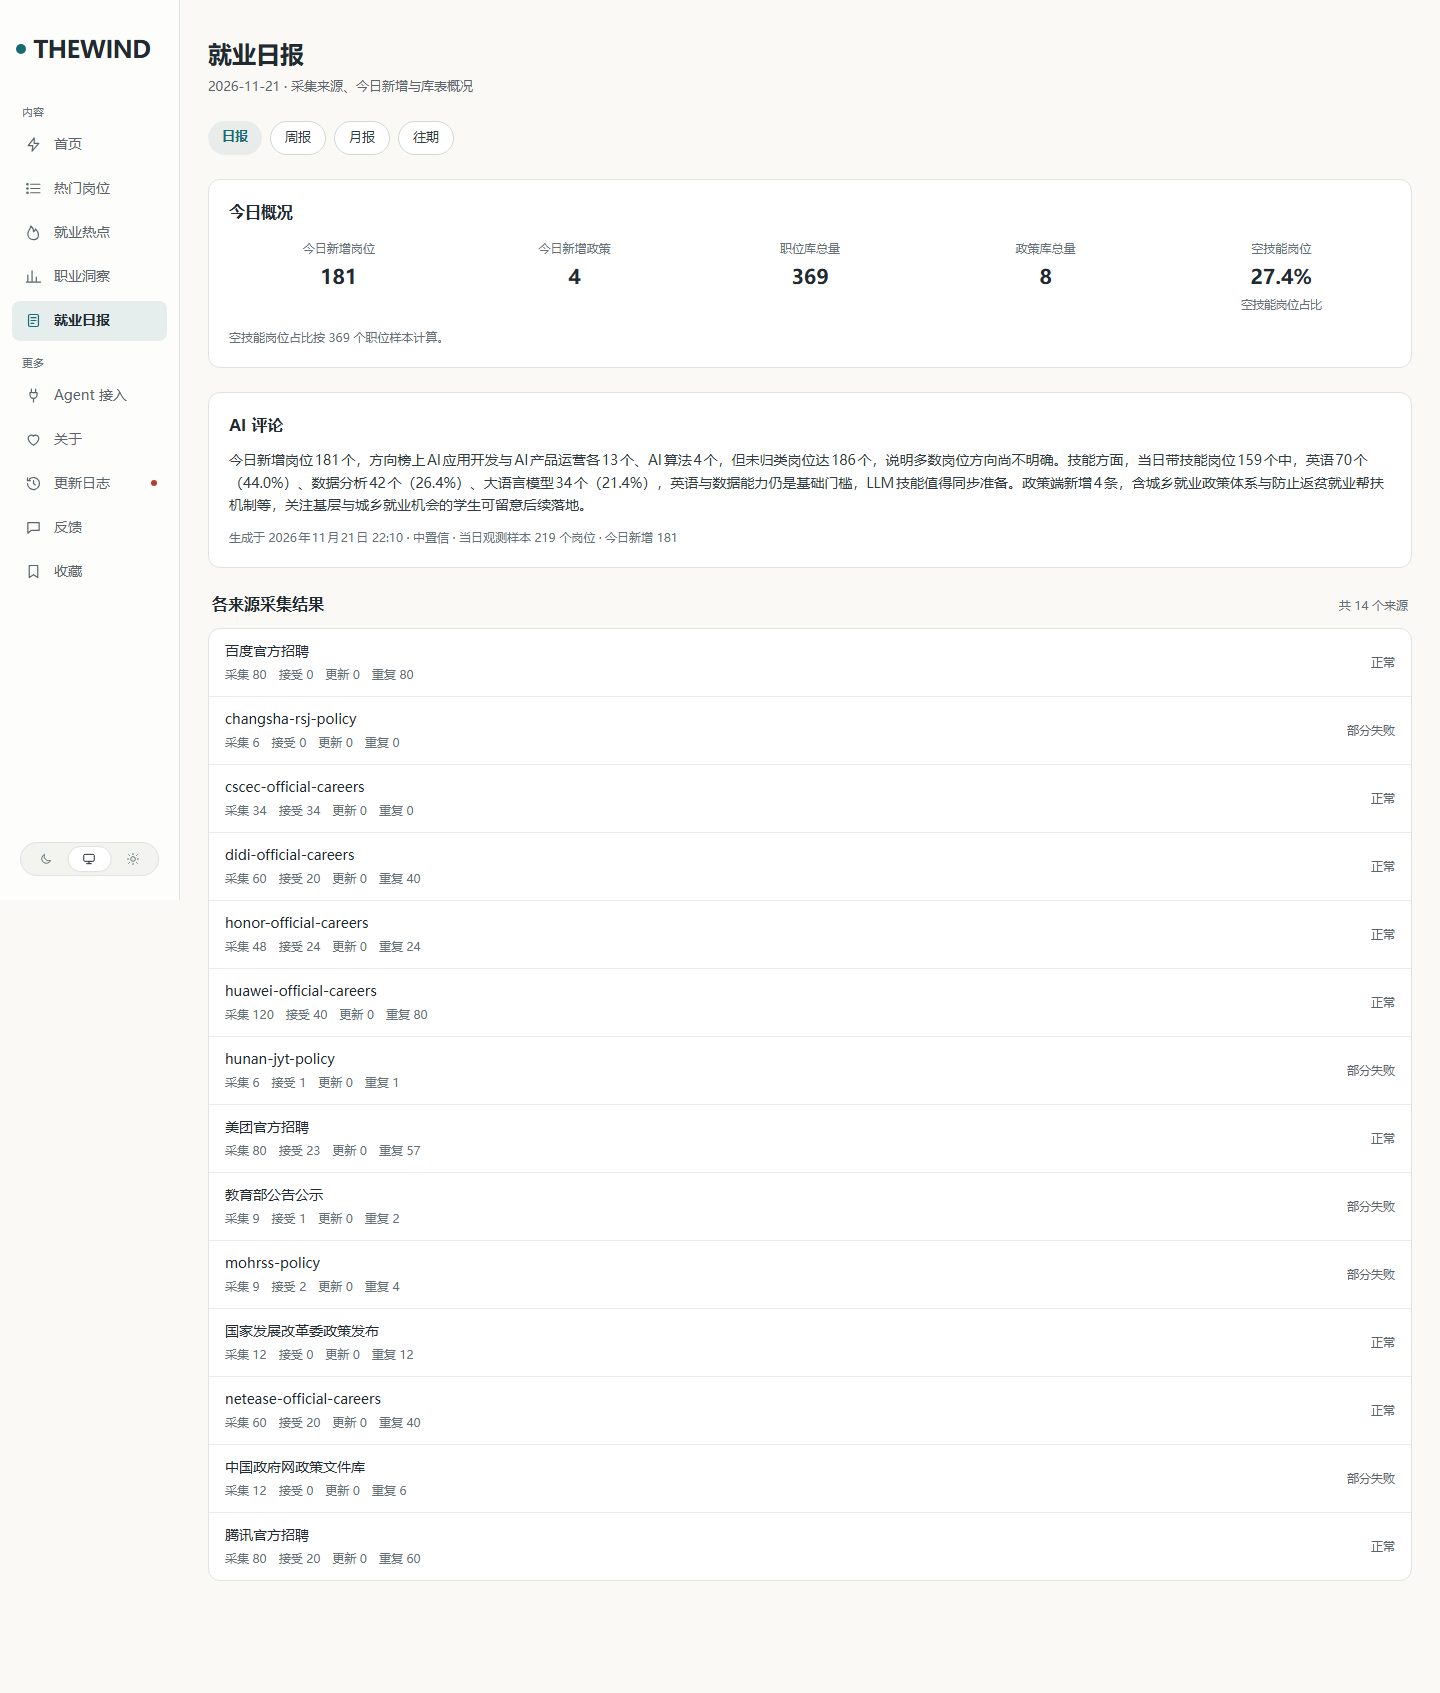 THEWIND
内容
首页
热门岗位
就业热点
职业洞察
就业日报
更多
Agent 接入
关于
更新日志
反馈
收藏
就业日报
2026-11-21 · 采集来源、今日新增与库表概况
日报 周报 月报 往期
今日概况
今日新增岗位 今日新增政策 职位库总量 政策库总量 空技能岗位
181 4 369 8 27.4%
空技能岗位占比
空技能岗位占比按 369 个职位样本计算。
AI 评论
今日新增岗位181个，方向榜上AI应用开发与AI产品运营各13个、AI算法4个，但未归类岗位达186个，说明多数岗位方向尚不明确。技能方面，当日带技能岗位159个中，英语70个
（44.0%）、数据分析42个（26.4%）、大语言模型34个（21.4%），英语与数据能力仍是基础门槛，LLM技能值得同步准备。政策端新增4条，含城乡就业政策体系与防止返贫就业帮扶
机制等，关注基层与城乡就业机会的学生可留意后续落地。
生成于 2026年11月21日 22:10 · 中置信 · 当日观测样本 219 个岗位 · 今日新增 181
各来源采集结果 共 14 个来源
百度官方招聘
采集 80 接受 0 更新 0 重复 80
正常
changsha-rsj-policy
采集 6 接受 0 更新 0 重复 0
部分失败
cscec-official-careers
采集 34 接受 34 更新 0 重复 0
正常
didi-official-careers
采集 60 接受 20 更新 0 重复 40
正常
honor-official-careers
采集 48 接受 24 更新 0 重复 24
正常
huawei-official-careers
采集 120 接受 40 更新 0 重复 80
正常
hunan-jyt-policy
采集 6 接受 1 更新 0 重复 1
部分失败
美团官方招聘
采集 80 接受 23 更新 0 重复 57
正常
教育部公告公示
采集 9 接受 1 更新 0 重复 2
部分失败
mohrss-policy
采集 9 接受 2 更新 0 重复 4
部分失败
国家发展改革委政策发布
采集 12 接受 0 更新 0 重复 12
正常
netease-official-careers
采集 60 接受 20 更新 0 重复 40
正常
中国政府网政策文件库
采集 12 接受 0 更新 0 重复 6
部分失败
腾讯官方招聘
采集 80 接受 20 更新 0 重复 60
正常